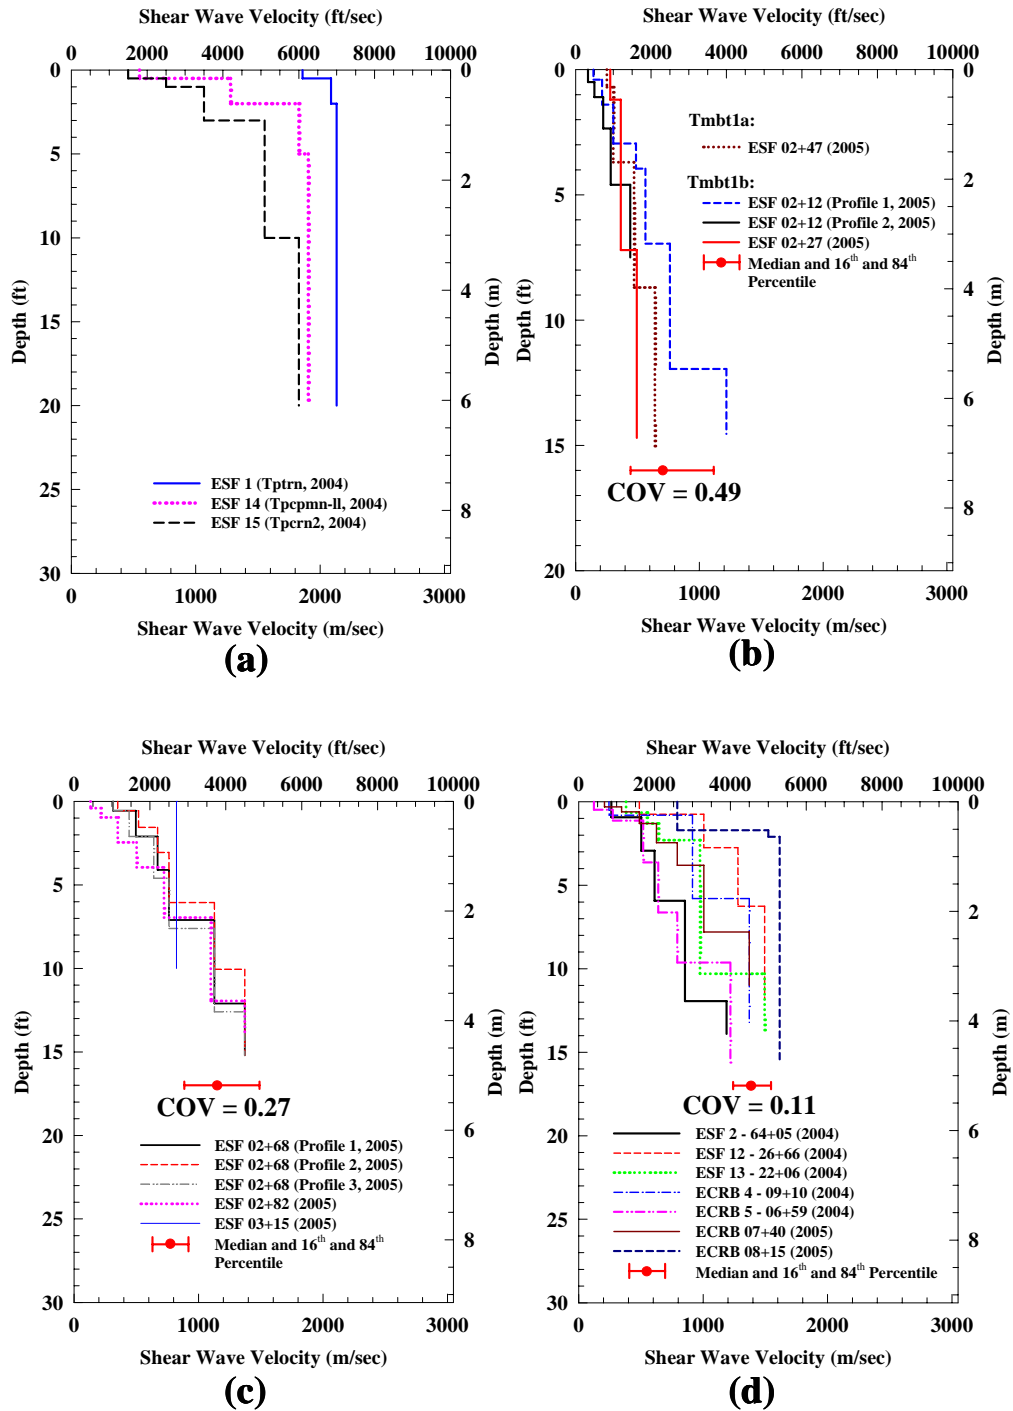 Shear Wave Velocity (ft/sec)
0 2000 4000 6000 8000 10000
0
5
10
15
20
25
30
Depth (ft)
0
2
4
6
8
Depth (m)
ESF 1 (Tptrn, 2004)
ESF 14 (Tpcpmn-ll, 2004)
ESF 15 (Tpcrn2, 2004)
0 1000 2000 3000
Shear Wave Velocity (m/sec)
(a)
Shear Wave Velocity (ft/sec)
0 2000 4000 6000 8000 10000
0
5
10
15
20
Depth (ft)
0
2
4
6
8
Depth (m)
Tmbt1a:
ESF 02+47 (2005)
Tmbt1b:
ESF 02+12 (Profile 1, 2005)
ESF 02+12 (Profile 2, 2005)
ESF 02+27 (2005)
Median and 16th and 84th
Percentile
COV = 0.49
0 1000 2000 3000
Shear Wave Velocity (m/sec)
(b)
Shear Wave Velocity (ft/sec)
0 2000 4000 6000 8000 10000
0
5
10
15
20
25
30
Depth (ft)
0
2
4
6
8
Depth (m)
COV = 0.27
ESF 02+68 (Profile 1, 2005)
ESF 02+68 (Profile 2, 2005)
ESF 02+68 (Profile 3, 2005)
ESF 02+82 (2005)
ESF 03+15 (2005)
Median and 16th and 84th
Percentile
0 1000 2000 3000
Shear Wave Velocity (m/sec)
(c)
Shear Wave Velocity (ft/sec)
0 2000 4000 6000 8000 10000
0
5
10
15
20
25
30
Depth (ft)
0
2
4
6
8
Depth (m)
COV = 0.11
ESF 2 - 64+05 (2004)
ESF 12 - 26+66 (2004)
ESF 13 - 22+06 (2004)
ECRB 4 - 09+10 (2004)
ECRB 5 - 06+59 (2004)
ECRB 07+40 (2005)
ECRB 08+15 (2005)
Median and 16th and 84th Percentile
0 1000 2000 3000
Shear Wave Velocity (m/sec)
(d)